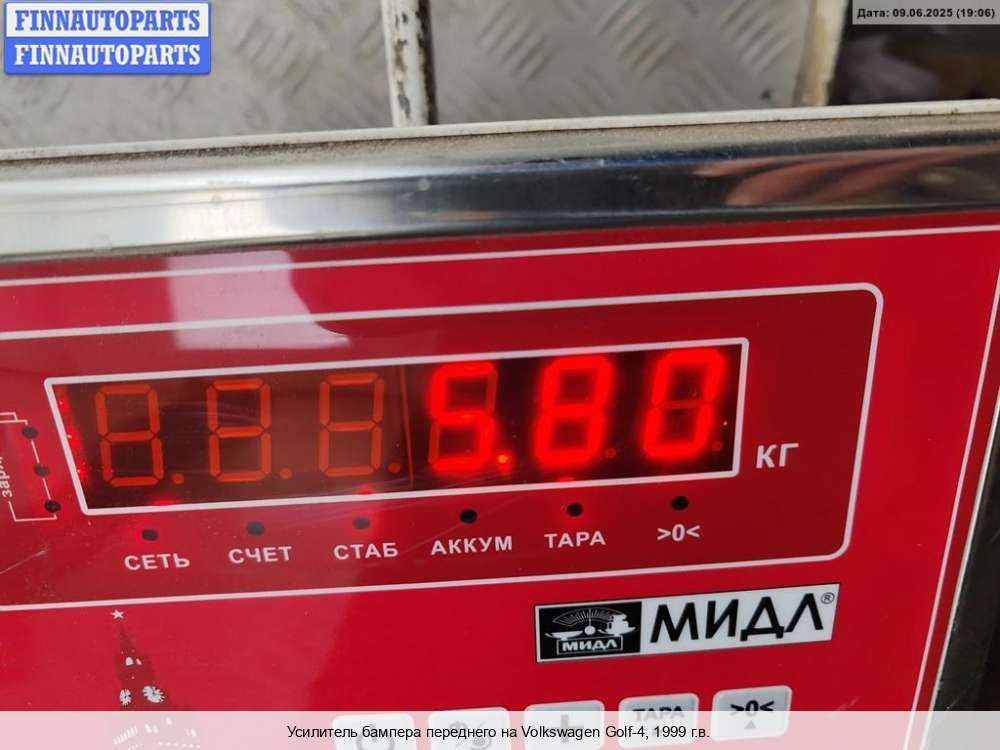 FINNAUTOPARTS
FINNAUTOPARTS
Дата: 09.06.2025 (19:06)
5.80
КГ
СЕТЬ СЧЕТ СТАБ АККУМ ТАРА >0<
МИДЛ МИДЛ®
ТАРА >0<
Усилитель бампера переднего на Volkswagen Golf-4, 1999 г.в.